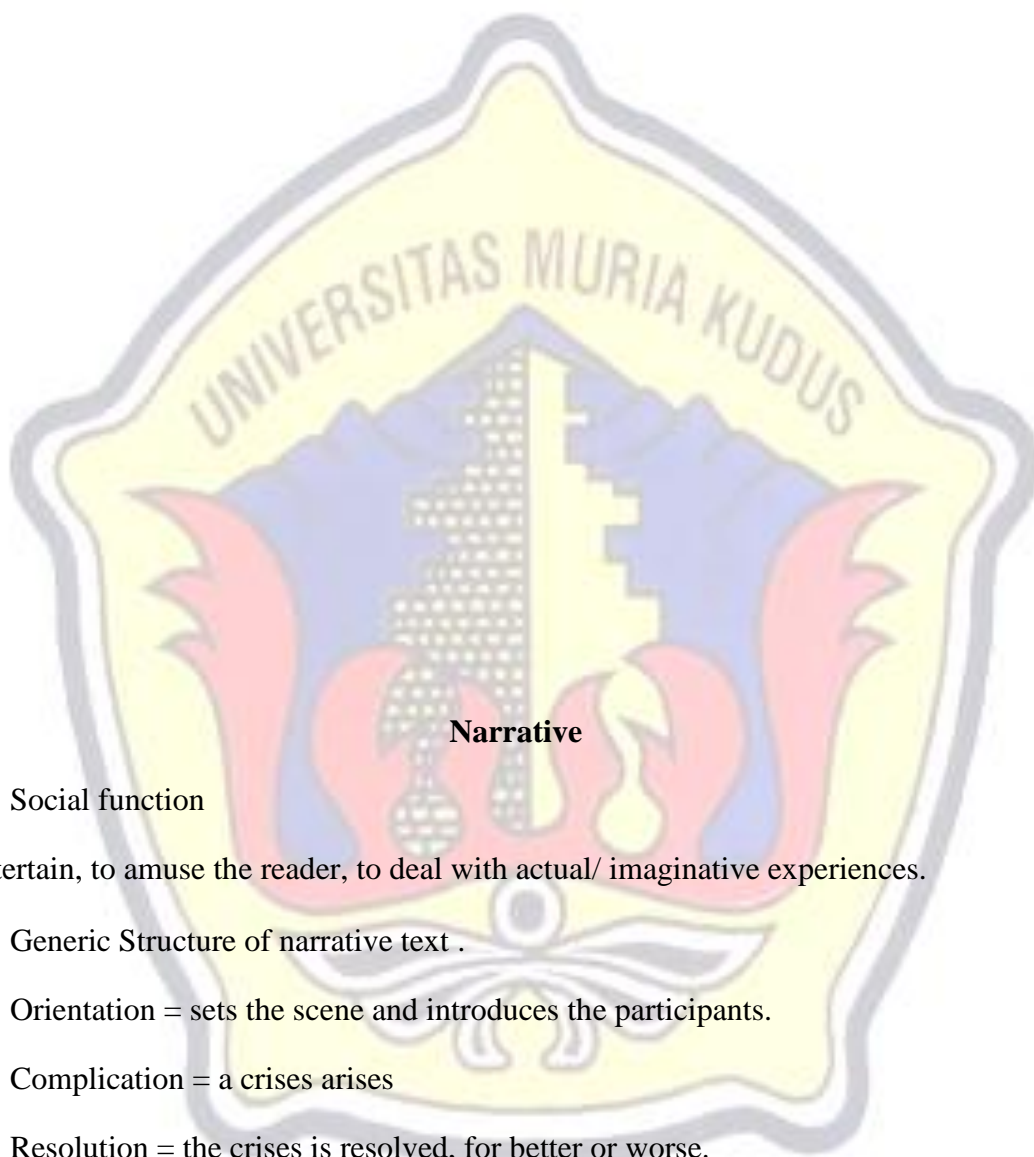 UNIVERSITAS MURIA KUDUS
Narrative
Social function
tertain, to amuse the reader, to deal with actual/ imaginative experiences.
Generic Structure of narrative text .
Orientation = sets the scene and introduces the participants.
Complication = a crises arises
Resolution = the crises is resolved, for better or worse.